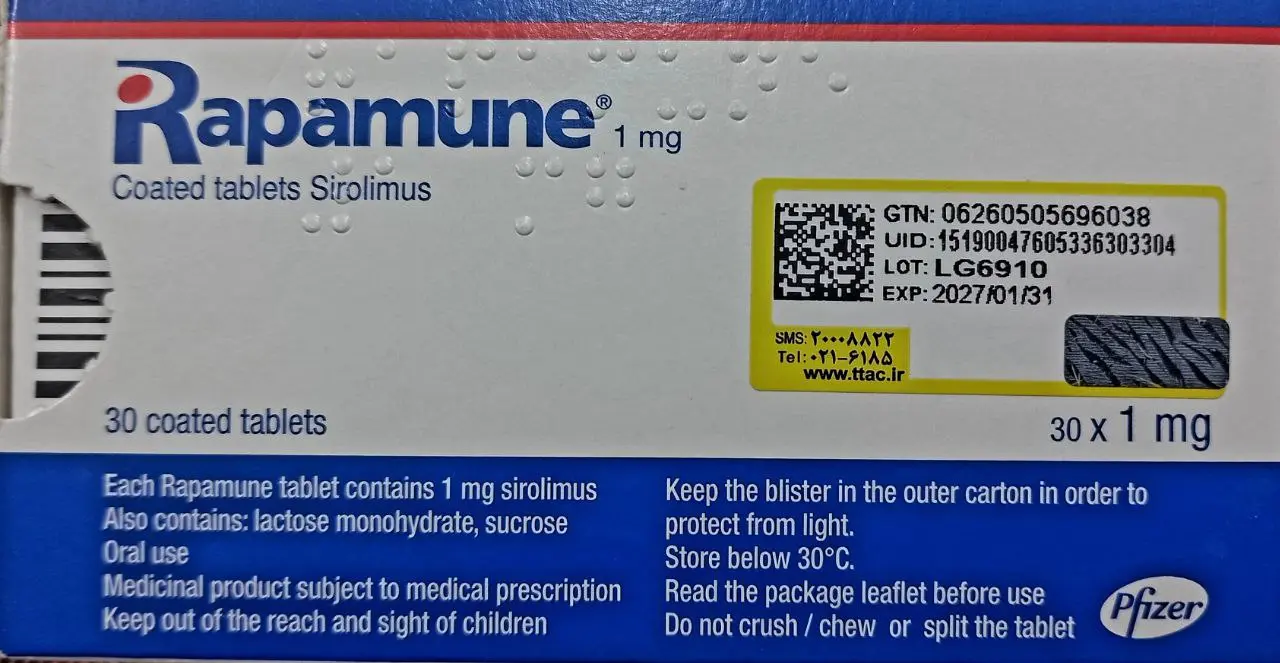 Rapamune® 1 mg
Coated tablets Sirolimus
GTN: 06260505696038
UID: 15190047605336303304
LOT: LG6910
EXP: 2027/01/31
SMS: ۲۰۰۰۸۸۲۲
Tel: ۰۲۱-۶۱۸۵
www.ttac.ir
30 coated tablets
30 x 1 mg
Each Rapamune tablet contains 1 mg sirolimus
Also contains: lactose monohydrate, sucrose
Oral use
Medicinal product subject to medical prescription
Keep out of the reach and sight of children
Keep the blister in the outer carton in order to
protect from light.
Store below 30°C.
Read the package leaflet before use
Do not crush / chew or split the tablet
Pfizer